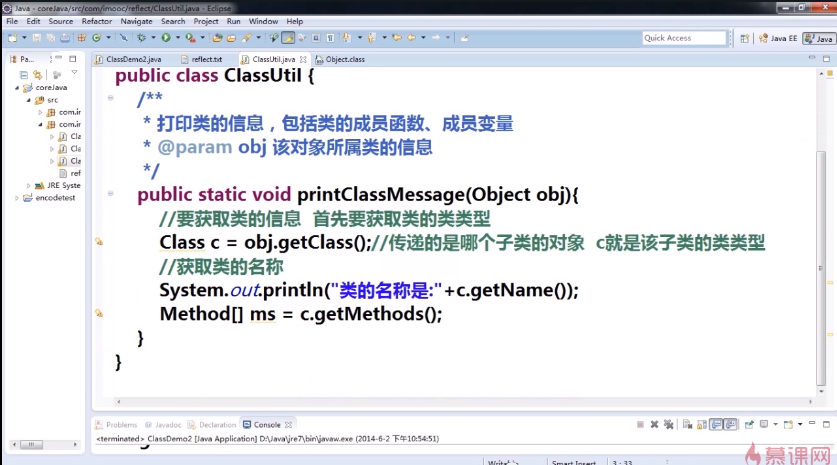 Java - coreJava/src/com/imooc/reflect/ClassUtil.java - Eclipse
File Edit Source Refactor Navigate Search Project Run Window Help
Quick Access
Java EE
Java
Pa...
ClassDemo2.java
reflect.txt
ClassUtil.java
Object.class
coreJava
src
com.ir
com.ir
Cla
Cla
Cla
ref
JRE Syste
encodetest
public class ClassUtil {
/**
* 打印类的信息，包括类的成员函数、成员变量
* @param obj 该对象所属类的信息
*/
public static void printClassMessage(Object obj){
//要获取类的信息 首先要获取类的类类型
Class c = obj.getClass();//传递的是哪个子类的对象 c就是该子类的类类型
//获取类的名称
System.out.println("类的名称是:"+c.getName());
Method[] ms = c.getMethods();
}
}
Problems @ Javadoc Declaration Console
<terminated> ClassDemo2 [Java Application] D:\Java\jre7\bin\javaw.exe (2014-6-2 下午10:54:51)
Smart Insert
3 : 33
慕课网